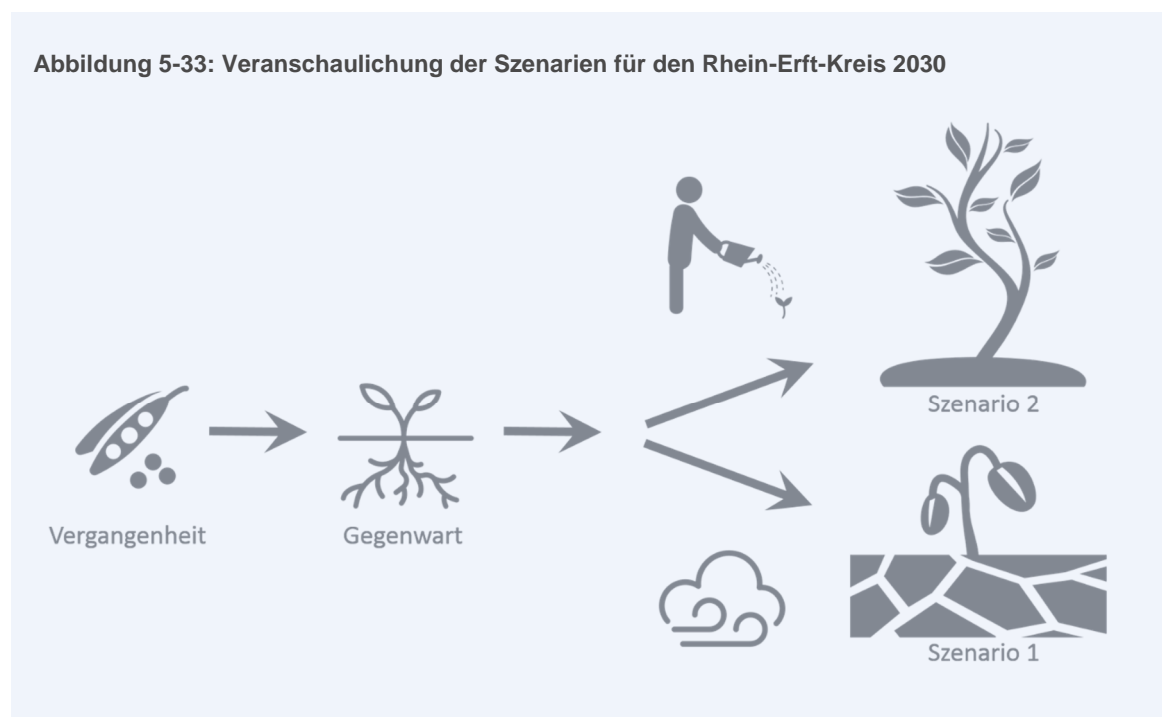 Abbildung 5-33: Veranschaulichung der Szenarien für den Rhein-Erft-Kreis 2030
Szenario 2
Vergangenheit
Gegenwart
Szenario 1